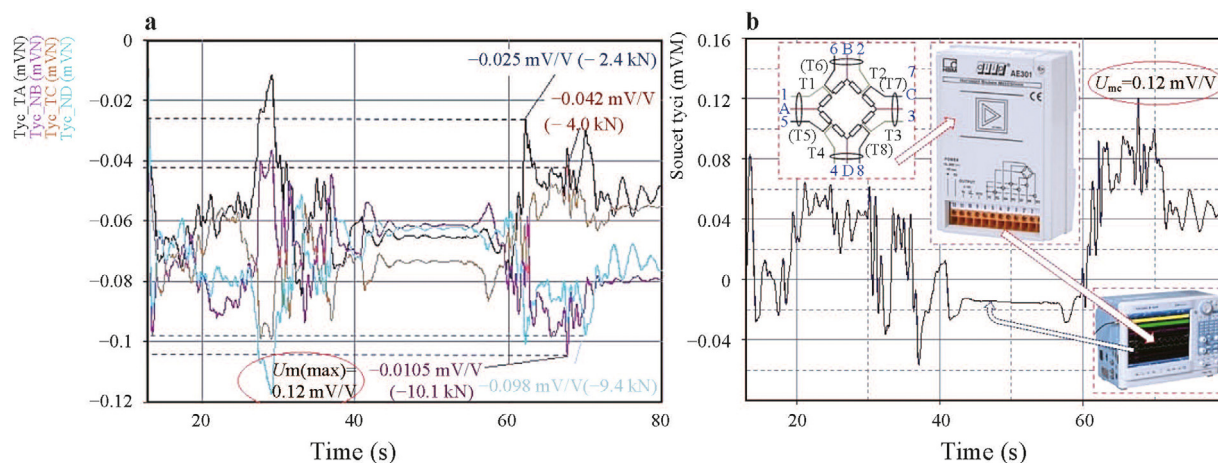 a
Tyc_TA (mVN)
Tyc_NB (mVN)
Tyc_TC (mVN)
Tyc_ND (mVN)
0
−0.02
−0.04
−0.06
−0.08
−0.1
−0.12
20
40
60
80
Time (s)
−0.025 mV/V (− 2.4 kN)
−0.042 mV/V
(− 4.0 kN)
Um(max)=
0.12 mV/V
−0.0105 mV/V
(−10.1 kN)
−0.098 mV/V(−9.4 kN)
b
Soucet tyci (mVM)
0.16
0.12
0.08
0.04
0
−0.04
20
40
60
Time (s)
6 B 2
(T6)
T2
7
T1
(T7)
1
C
A
3
5
(T5)
T3
T4
(T8)
4 D 8
AE301
CE
POWER
OUTPUT
Umc=0.12 mV/V